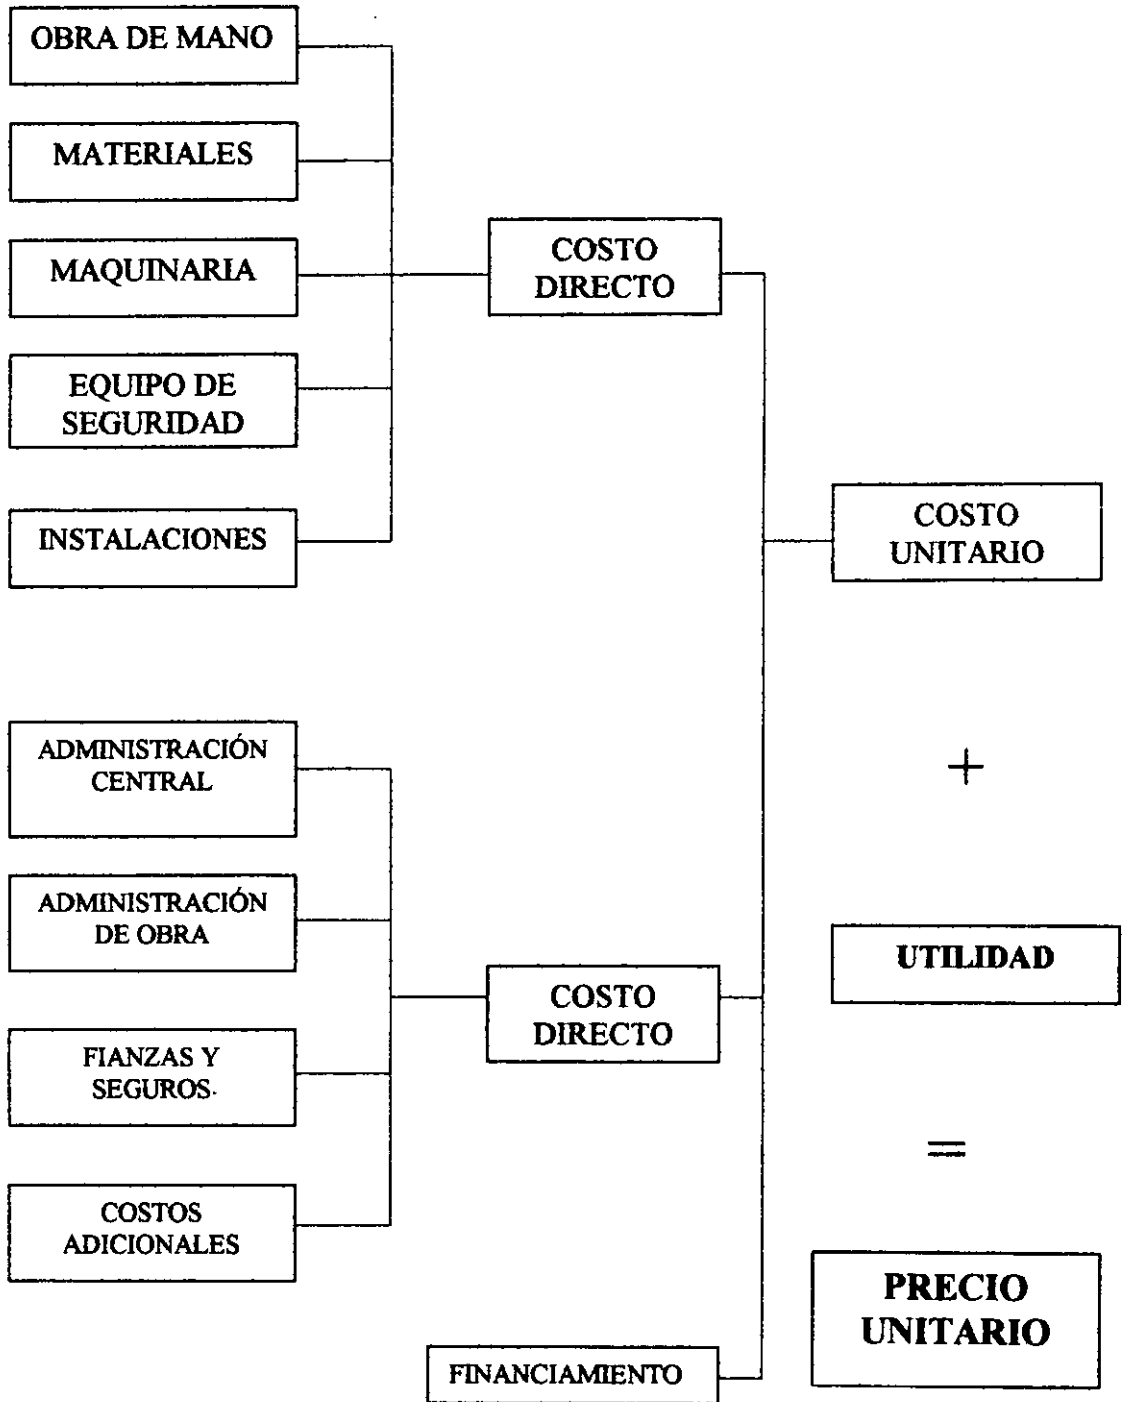 OBRA DE MANO
MATERIALES
MAQUINARIA
EQUIPO DE
SEGURIDAD
INSTALACIONES
COSTO
DIRECTO
COSTO
UNITARIO
ADMINISTRACIÓN
CENTRAL
ADMINISTRACIÓN
DE OBRA
FIANZAS Y
SEGUROS.
COSTOS
ADICIONALES
COSTO
DIRECTO
FINANCIAMIENTO
+
UTILIDAD
=
PRECIO
UNITARIO